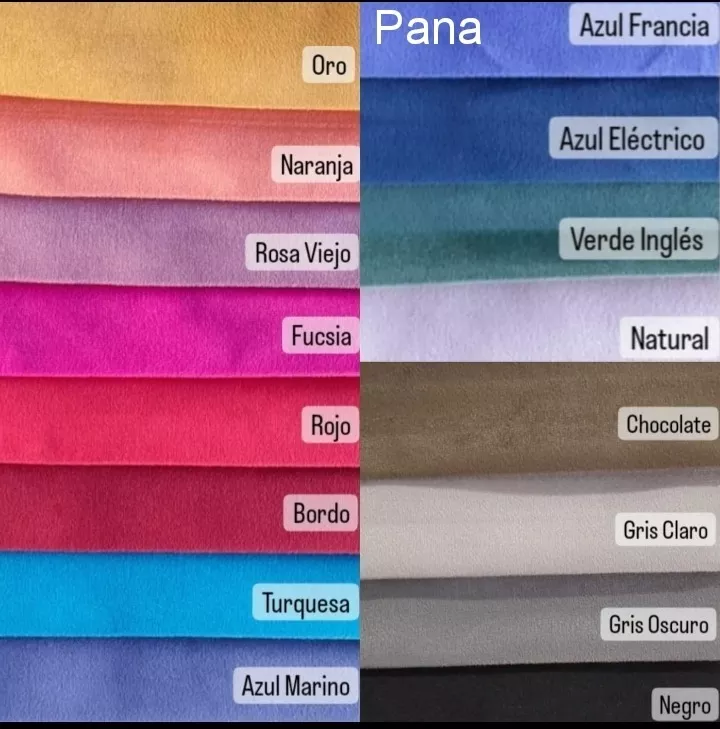 Oro
Naranja
Rosa Viejo
Fucsia
Rojo
Bordo
Turquesa
Azul Marino
Pana
Azul Francia
Azul Eléctrico
Verde Inglés
Natural
Chocolate
Gris Claro
Gris Oscuro
Negro